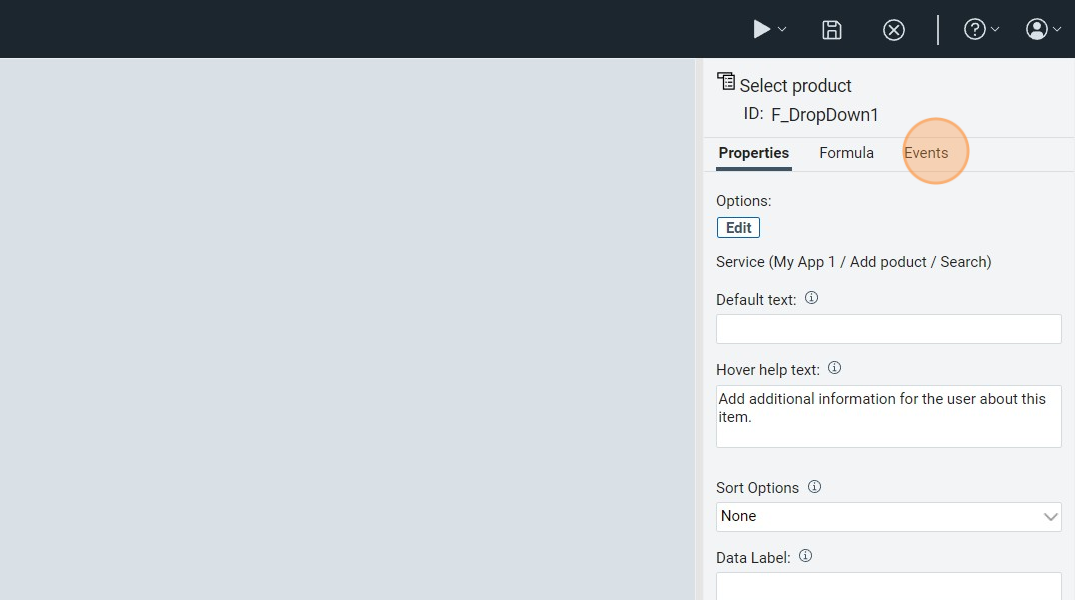 Select product
ID: F_DropDown1
Properties Formula Events
Options:
Edit
Service (My App 1 / Add poduct / Search)
Default text:
Hover help text:
Add additional information for the user about this
item.
Sort Options
None
Data Label: